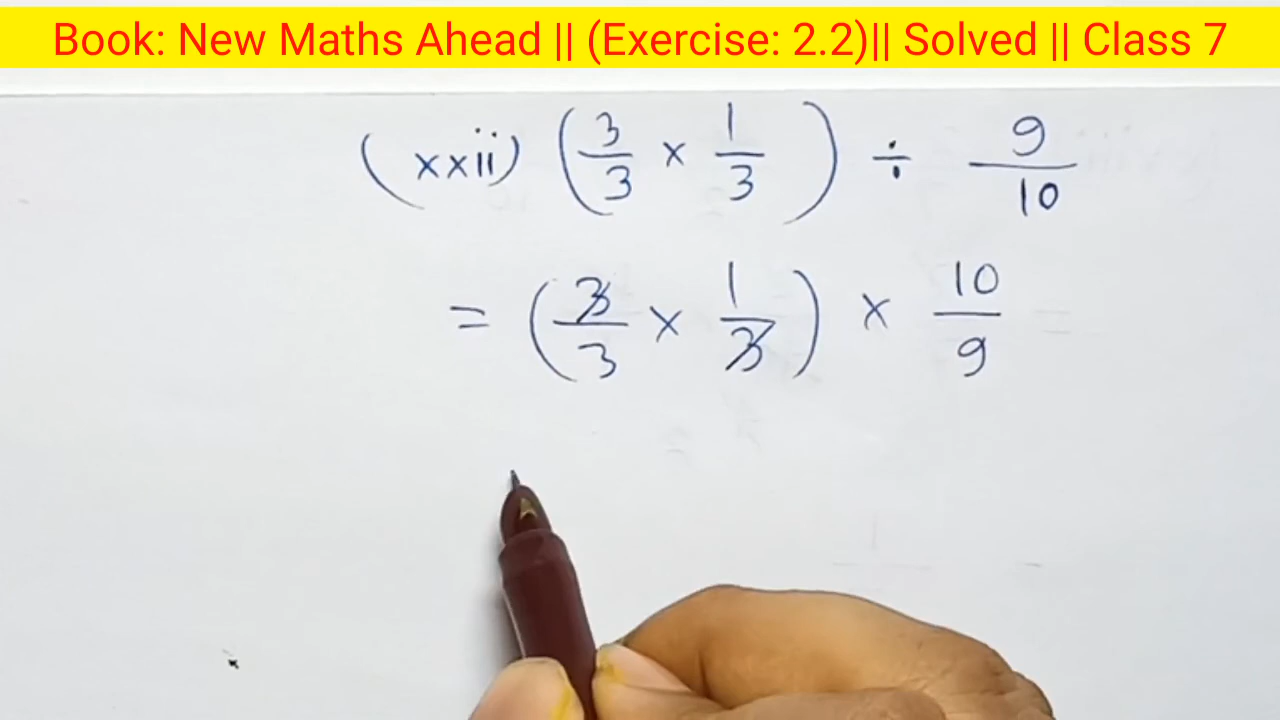 Book: New Maths Ahead || (Exercise: 2.2)|| Solved || Class 7
(xxii) (3/3 x 1/3) ÷ 9/10
= (3/3 x 1/3) x 10/9